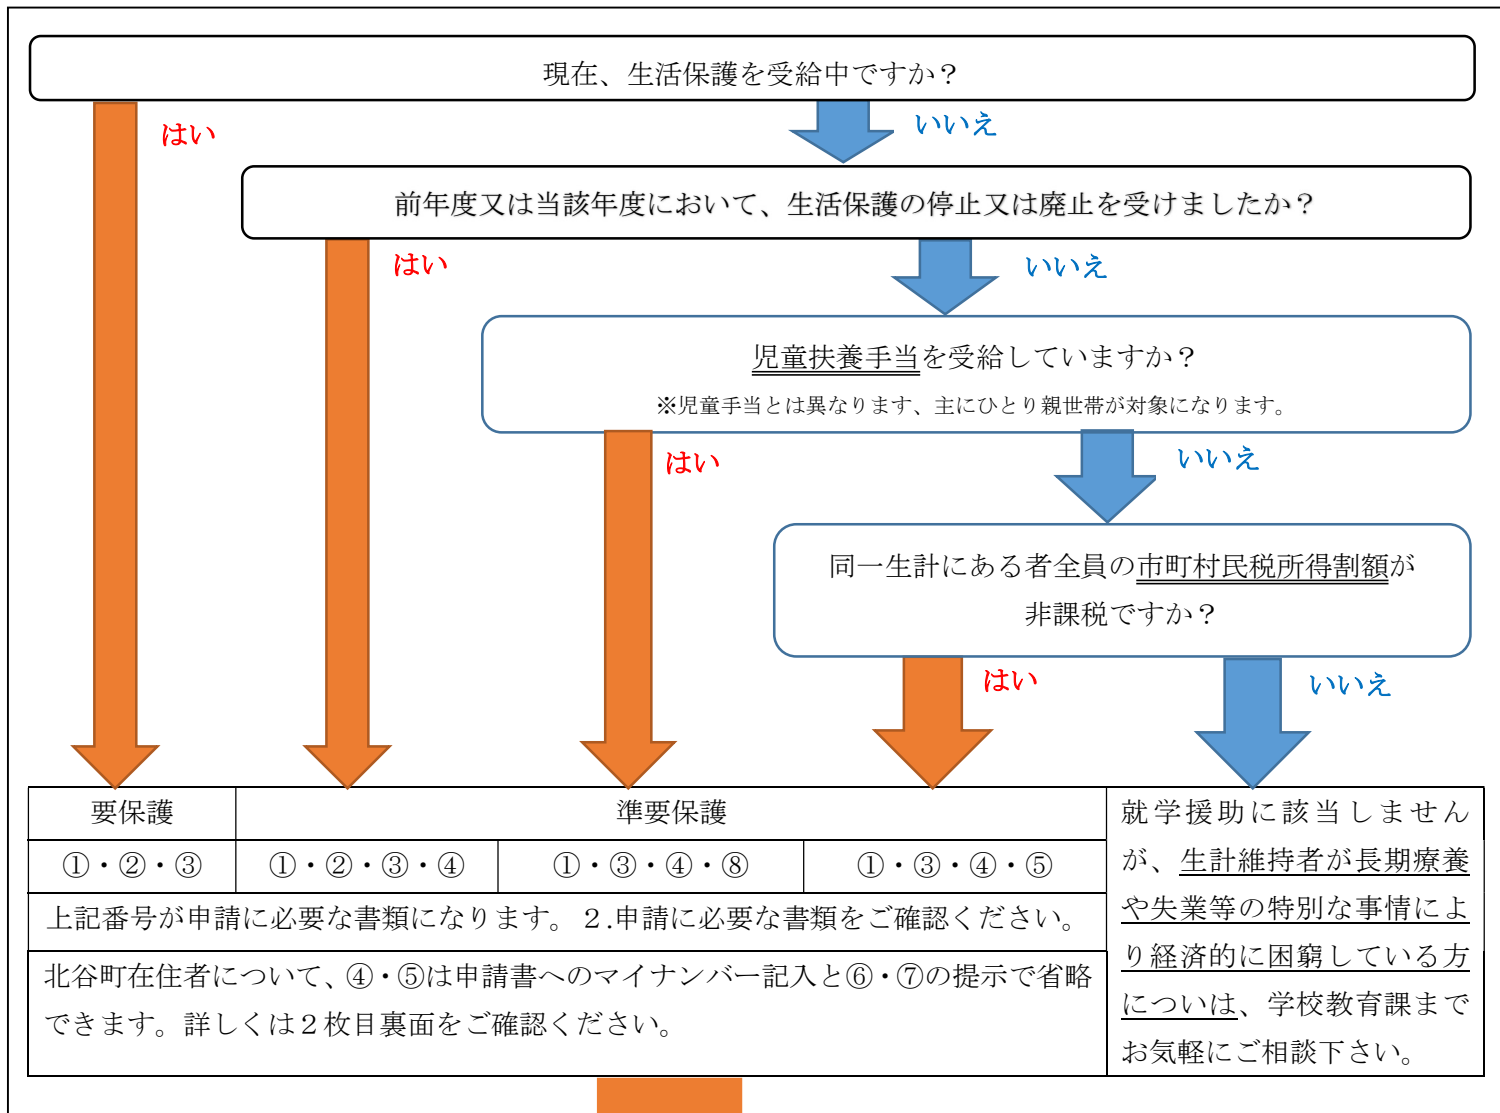 現在、生活保護を受給中ですか？
はい
いいえ
前年度又は当該年度において、生活保護の停止又は廃止を受けましたか？
はい
いいえ
児童扶養手当を受給していますか？
※児童手当とは異なります、主にひとり親世帯が対象になります。
はい
いいえ
同一生計にある者全員の市町村民税所得割額が
非課税ですか？
はい
いいえ
要保護
準要保護
①・②・③
①・②・③・④
①・③・④・⑧
①・③・④・⑤
上記番号が申請に必要な書類になります。２.申請に必要な書類をご確認ください。
北谷町在住者について、④・⑤は申請書へのマイナンバー記入と⑥・⑦の提示で省略
できます。詳しくは２枚目裏面をご確認ください。
就学援助に該当しません
が、生計維持者が長期療養
や失業等の特別な事情によ
り経済的に困窮している方
についは、学校教育課まで
お気軽にご相談下さい。